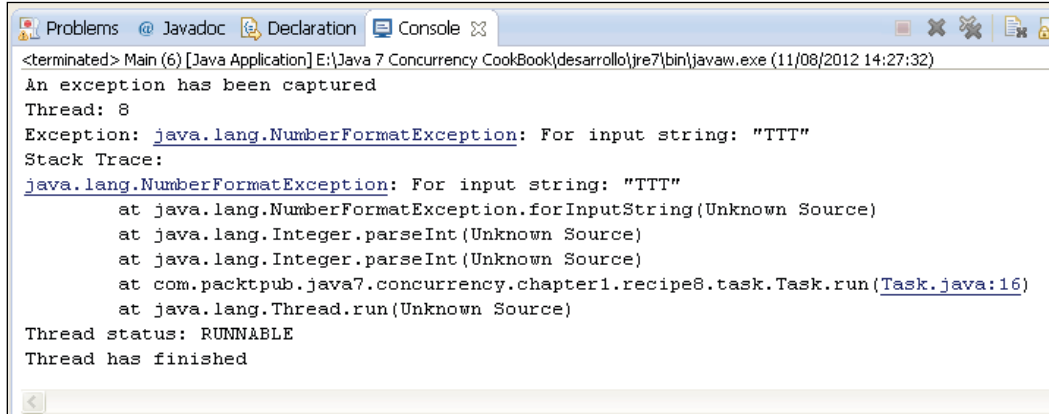 Problems @ Javadoc Declaration Console
<terminated> Main (6) [Java Application] E:\Java 7 Concurrency CookBook\desarrollo\jre7\bin\javaw.exe (11/08/2012 14:27:32)
An exception has been captured
Thread: 8
Exception: java.lang.NumberFormatException: For input string: "TTT"
Stack Trace:
java.lang.NumberFormatException: For input string: "TTT"
at java.lang.NumberFormatException.forInputString(Unknown Source)
at java.lang.Integer.parseInt(Unknown Source)
at java.lang.Integer.parseInt(Unknown Source)
at com.packtpub.java7.concurrency.chapter1.recipe8.task.Task.run(Task.java:16)
at java.lang.Thread.run(Unknown Source)
Thread status: RUNNABLE
Thread has finished